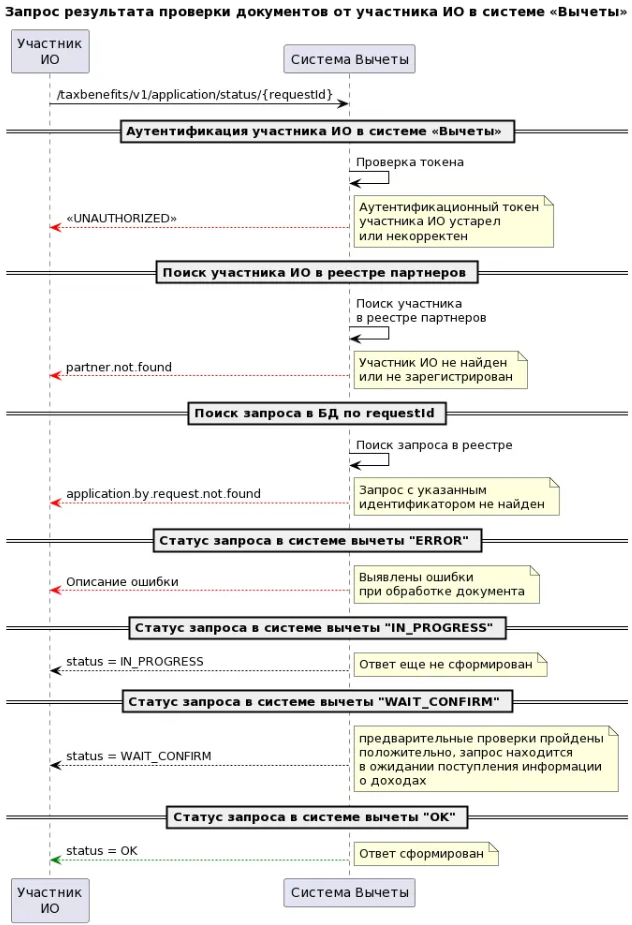 Запрос результата проверки документов от участника ИО в системе «Вычеты»
Участник
ИО
Система Вычеты
/taxbenefits/v1/application/status/{requestId}
Аутентификация участника ИО в системе «Вычеты»
Проверка токена
«UNAUTHORIZED»
Аутентификационный токен
участника ИО устарел
или некорректен
Поиск участника ИО в реестре партнеров
Поиск участника
в реестре партнеров
partner.not.found
Участник ИО не найден
или не зарегистрирован
Поиск запроса в БД по requestId
Поиск запроса в реестре
application.by.request.not.found
Запрос с указанным
идентификатором не найден
Статус запроса в системе вычеты "ERROR"
Описание ошибки
Выявлены ошибки
при обработке документа
Статус запроса в системе вычеты "IN_PROGRESS"
status = IN_PROGRESS
Ответ еще не сформирован
Статус запроса в системе вычеты "WAIT_CONFIRM"
status = WAIT_CONFIRM
предварительные проверки пройдены
положительно, запрос находится
в ожидании поступления информации
о доходах
Статус запроса в системе вычеты "OK"
status = OK
Ответ сформирован
Участник
ИО
Система Вычеты